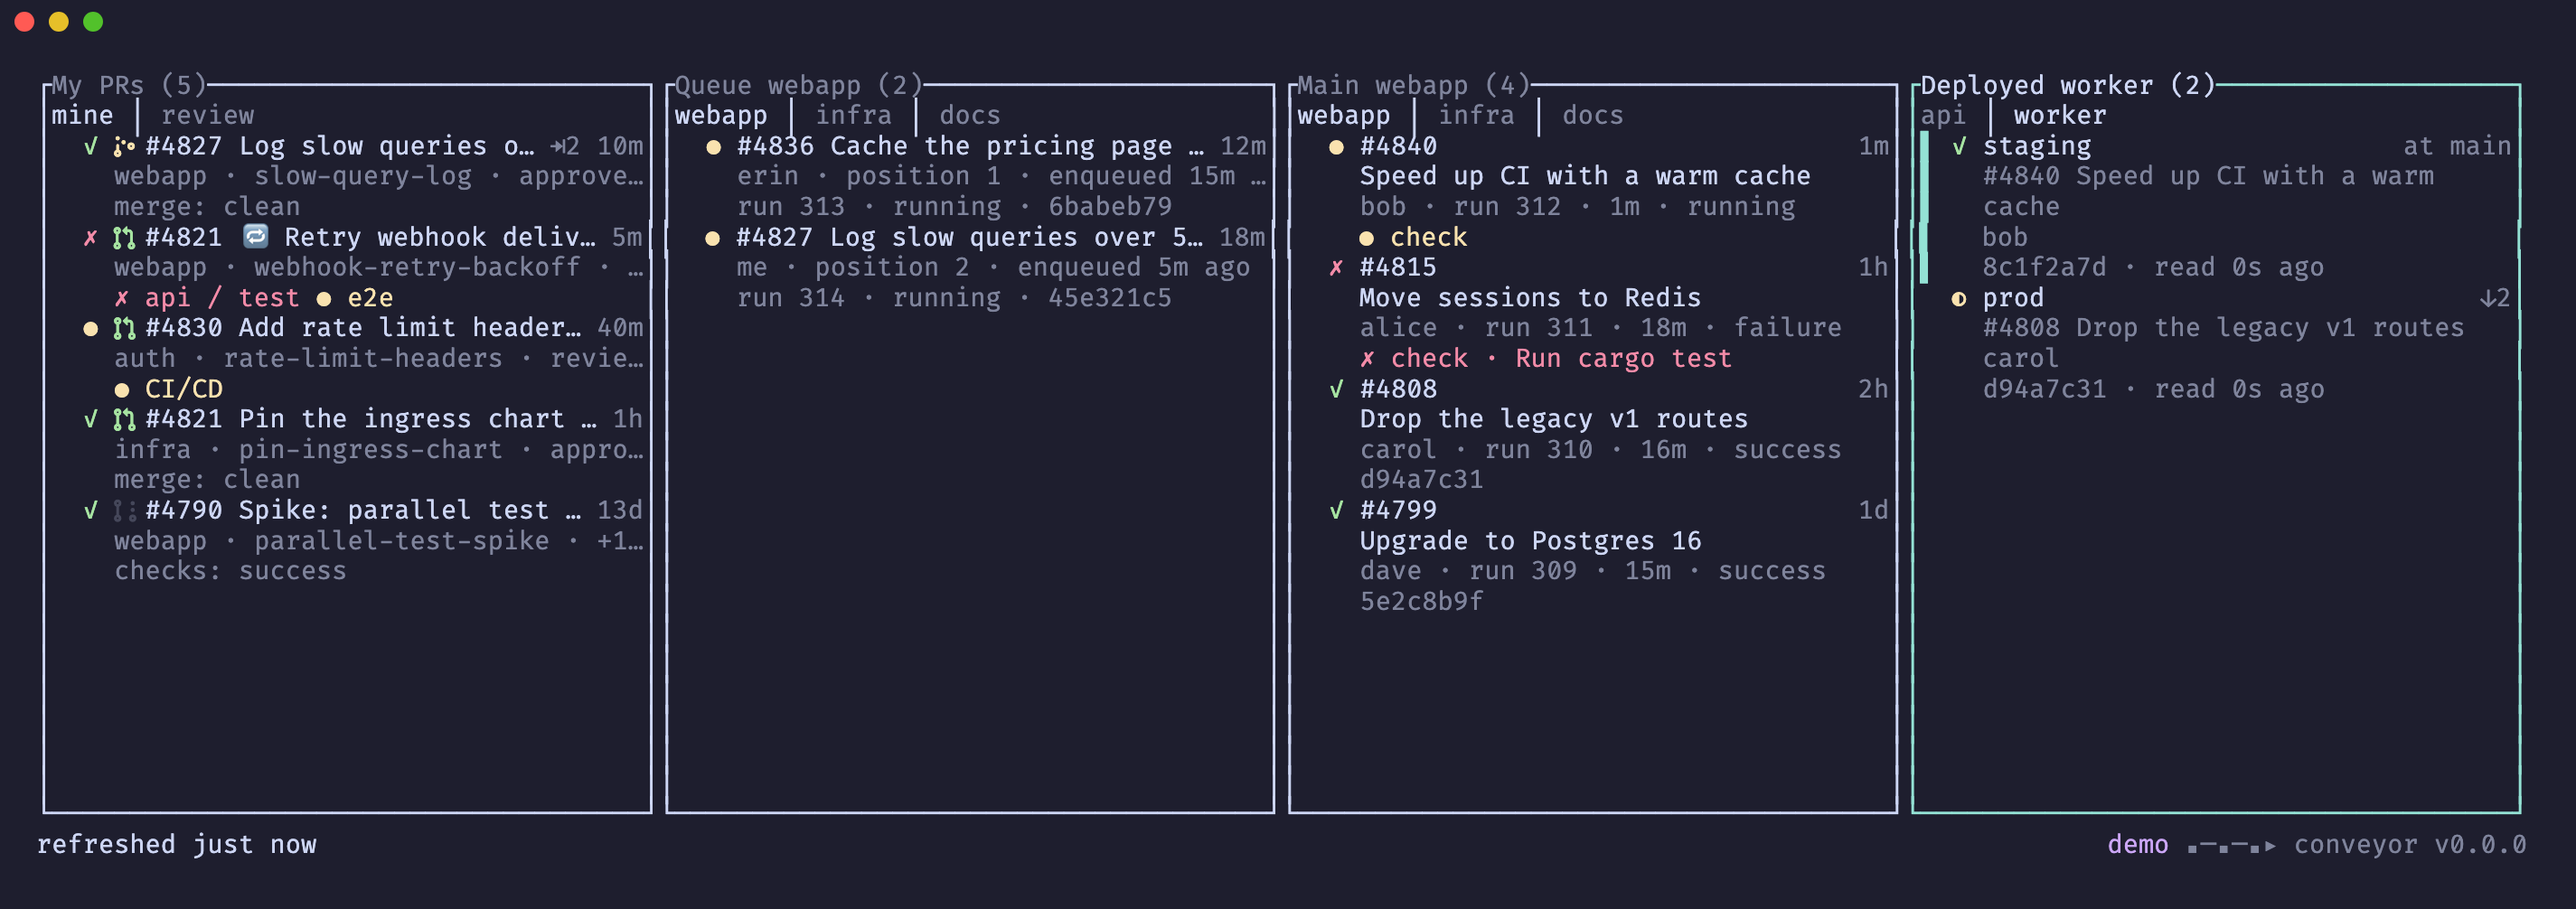 My PRs (5)
mine │ review
✓ #4827 Log slow queries o… ⇥2 10m
webapp · slow-query-log · approve…
merge: clean
✗ #4821 🔁 Retry webhook deliv… 5m
webapp · webhook-retry-backoff · …
✗ api / test ● e2e
● #4830 Add rate limit header… 40m
auth · rate-limit-headers · revie…
● CI/CD
✓ #4821 Pin the ingress chart … 1h
infra · pin-ingress-chart · appro…
merge: clean
✓ #4790 Spike: parallel test … 13d
webapp · parallel-test-spike · +1…
checks: success
Queue webapp (2)
webapp │ infra │ docs
● #4836 Cache the pricing page … 12m
erin · position 1 · enqueued 15m …
run 313 · running · 6babeb79
● #4827 Log slow queries over 5… 18m
me · position 2 · enqueued 5m ago
run 314 · running · 45e321c5
Main webapp (4)
webapp │ infra │ docs
● #4840 1m
Speed up CI with a warm cache
bob · run 312 · 1m · running
● check
✗ #4815 1h
Move sessions to Redis
alice · run 311 · 18m · failure
✗ check · Run cargo test
✓ #4808 2h
Drop the legacy v1 routes
carol · run 310 · 16m · success
d94a7c31
✓ #4799 1d
Upgrade to Postgres 16
dave · run 309 · 15m · success
5e2c8b9f
Deployed worker (2)
api │ worker
✓ staging at main
#4840 Speed up CI with a warm
cache
bob
8c1f2a7d · read 0s ago
◐ prod ↓2
#4808 Drop the legacy v1 routes
carol
d94a7c31 · read 0s ago
refreshed just now
demo ▪─▪─▪▸ conveyor v0.0.0